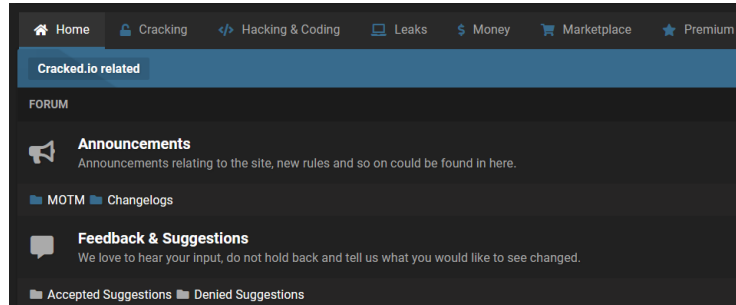 Home Cracking </> Hacking & Coding Leaks $ Money Marketplace Premium
Cracked.io related
FORUM
Announcements
Announcements relating to the site, new rules and so on could be found in here.
MOTM Changelogs
Feedback & Suggestions
We love to hear your input, do not hold back and tell us what you would like to see changed.
Accepted Suggestions Denied Suggestions